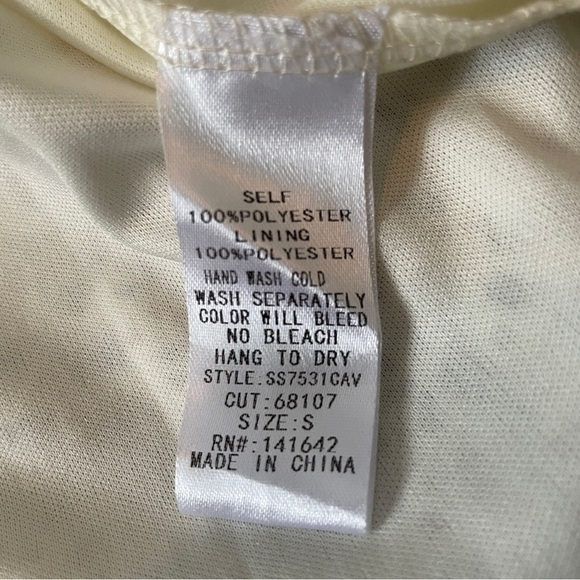 SELF
100%POLYESTER
LINING
100%POLYESTER
HAND WASH COLD
WASH SEPARATELY
COLOR WILL BLEED
NO BLEACH
HANG TO DRY
STYLE:SS7531CAV
CUT:68107
SIZE:S
RN#:141642
MADE IN CHINA